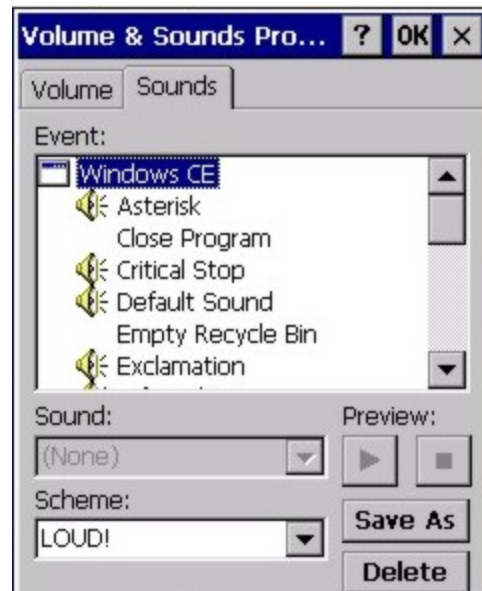 Volume & Sounds Pro... ? OK ×
Volume Sounds
Event:
Windows CE
Asterisk
Close Program
Critical Stop
Default Sound
Empty Recycle Bin
Exclamation
Sound: Preview:
(None)
Scheme:
LOUD!
Save As
Delete